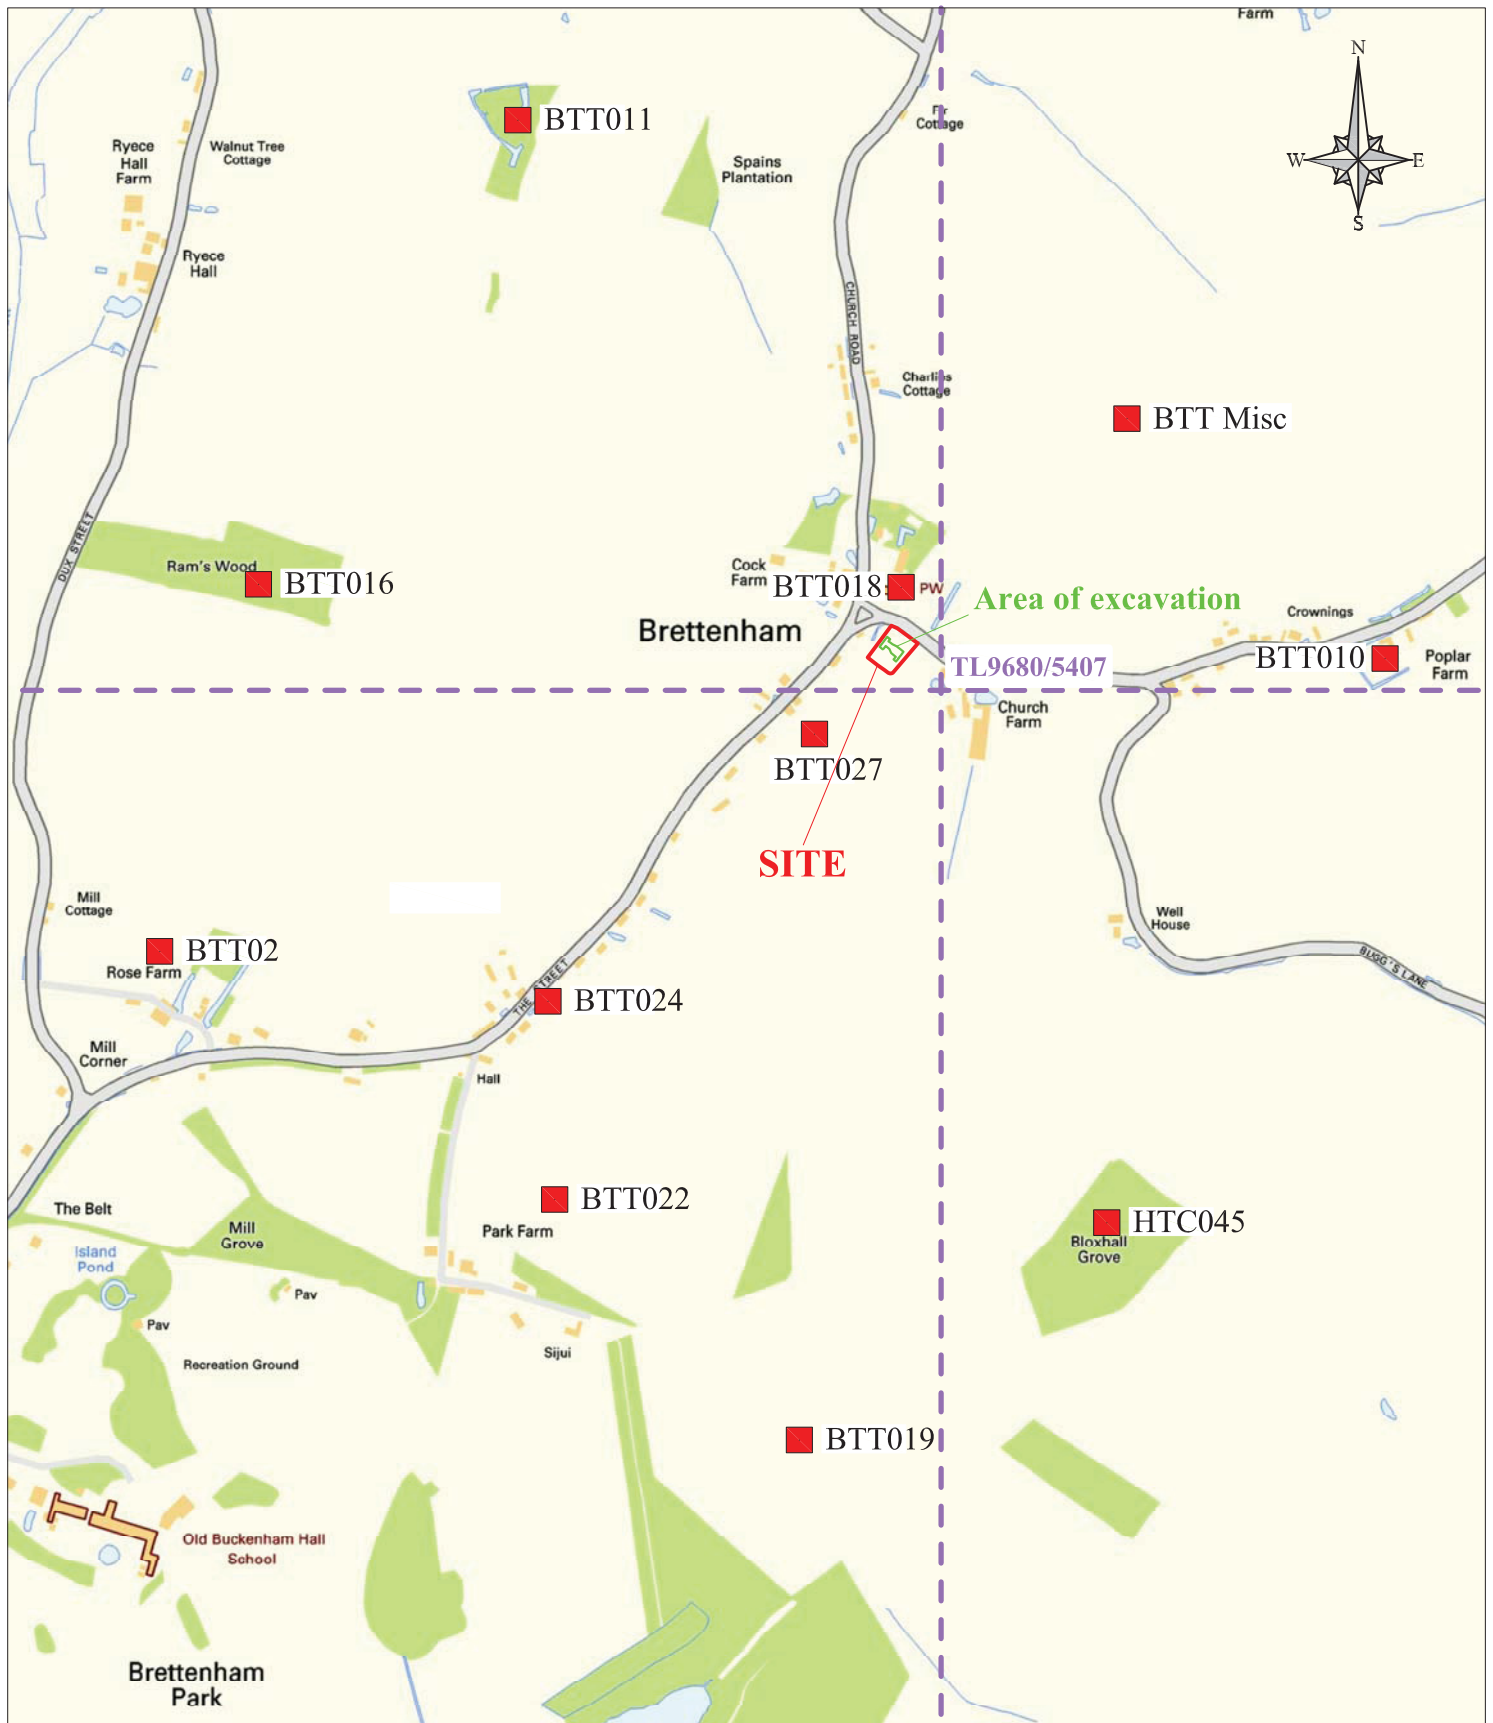 Farm
N
W
E
S
BTT011
Fir
Cottage
Ryece
Hall
Farm
Walnut Tree
Cottage
Spains
Plantation
Ryece
Hall
CHURCH ROAD
Charlies
Cottage
BTT Misc
DUX STREET
Ram's Wood
BTT016
Cock
Farm
BTT018
PW
Area of excavation
Crownings
Brettenham
TL9680/5407
BTT010
Poplar
Farm
Church
Farm
BTT027
SITE
Mill
Cottage
Well
House
BTT02
Rose Farm
BUGG'S LANE
THE STREET
BTT024
Mill
Corner
Hall
BTT022
The Belt
Mill
Grove
Park Farm
HTC045
Bloxhall
Grove
Island
Pond
Pav
Pav
Sijui
Recreation Ground
BTT019
Old Buckenham Hall
School
Brettenham
Park